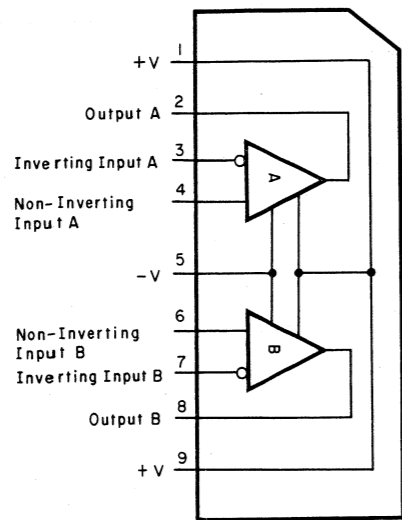 +V 1
Output A 2
Inverting Input A 3
Non-Inverting 4
Input A
A
-V 5
Non-Inverting 6
Input B
B
Inverting Input B 7
Output B 8
+V 9